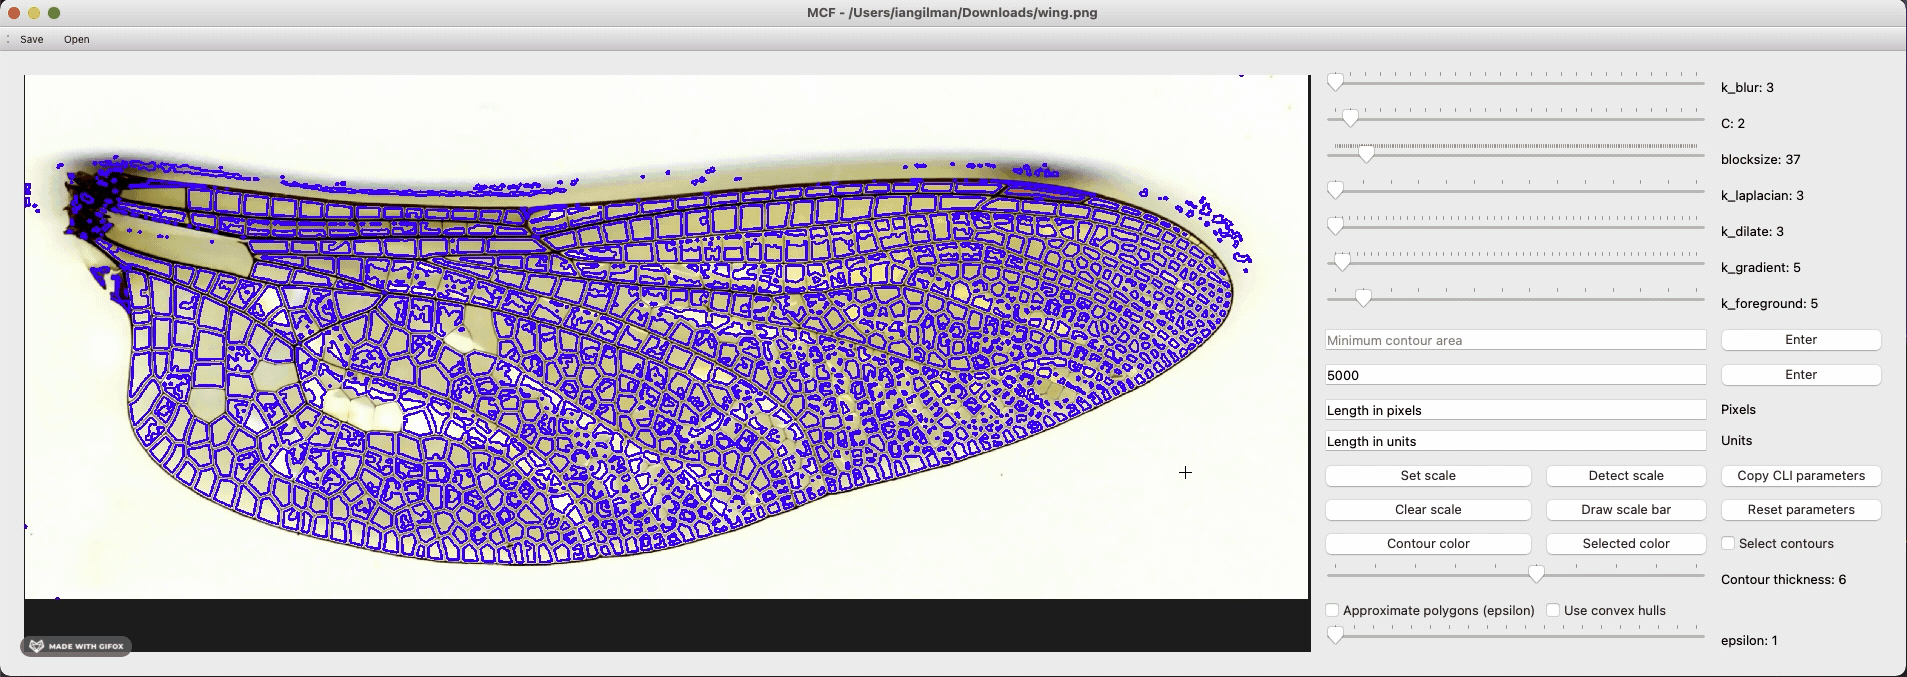 MCF - /Users/iangilman/Downloads/wing.png
Save Open
k_blur: 3
C: 2
blocksize: 37
k_laplacian: 3
k_dilate: 3
k_gradient: 5
k_foreground: 5
Minimum contour area Enter
5000 Enter
Length in pixels Pixels
Length in units Units
Set scale Detect scale Copy CLI parameters
Clear scale Draw scale bar Reset parameters
Contour color Selected color Select contours
Contour thickness: 6
Approximate polygons (epsilon) Use convex hulls
epsilon: 1
MADE WITH GIFOX